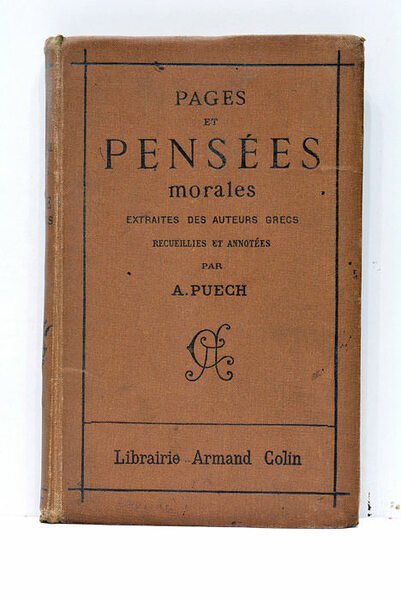 PAGES
ET
PENSÉES
morales
EXTRAITES DES AUTEURS GRECS
RECUEILLIES ET ANNOTÉES
PAR
A. PUECH
Librairie Armand Colin